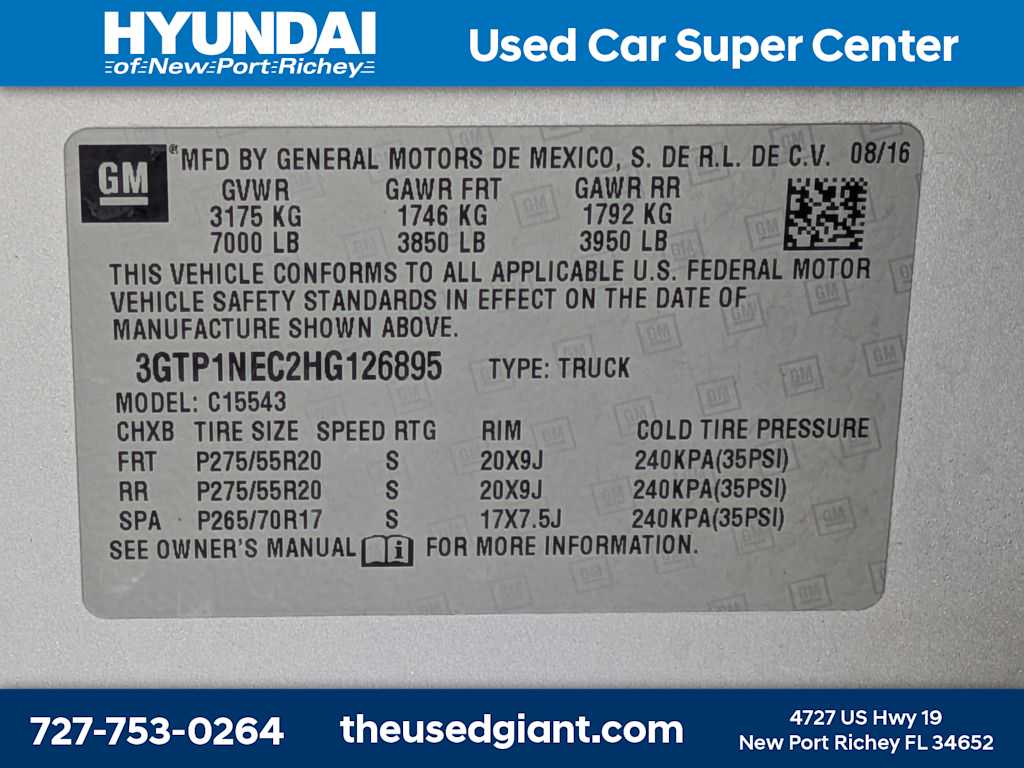 HYUNDAI
of New Port Richey
Used Car Super Center
GM ® MFD BY GENERAL MOTORS DE MEXICO, S. DE R.L. DE C.V. 08/16
GVWR GAWR FRT GAWR RR
3175 KG 1746 KG 1792 KG
7000 LB 3850 LB 3950 LB
THIS VEHICLE CONFORMS TO ALL APPLICABLE U.S. FEDERAL MOTOR
VEHICLE SAFETY STANDARDS IN EFFECT ON THE DATE OF
MANUFACTURE SHOWN ABOVE.
3GTP1NEC2HG126895 TYPE: TRUCK
MODEL: C15543
CHXB TIRE SIZE SPEED RTG RIM COLD TIRE PRESSURE
FRT P275/55R20 S 20X9J 240KPA(35PSI)
RR P275/55R20 S 20X9J 240KPA(35PSI)
SPA P265/70R17 S 17X7.5J 240KPA(35PSI)
SEE OWNER'S MANUAL i FOR MORE INFORMATION.
727-753-0264
theusedgiant.com
4727 US Hwy 19
New Port Richey FL 34652